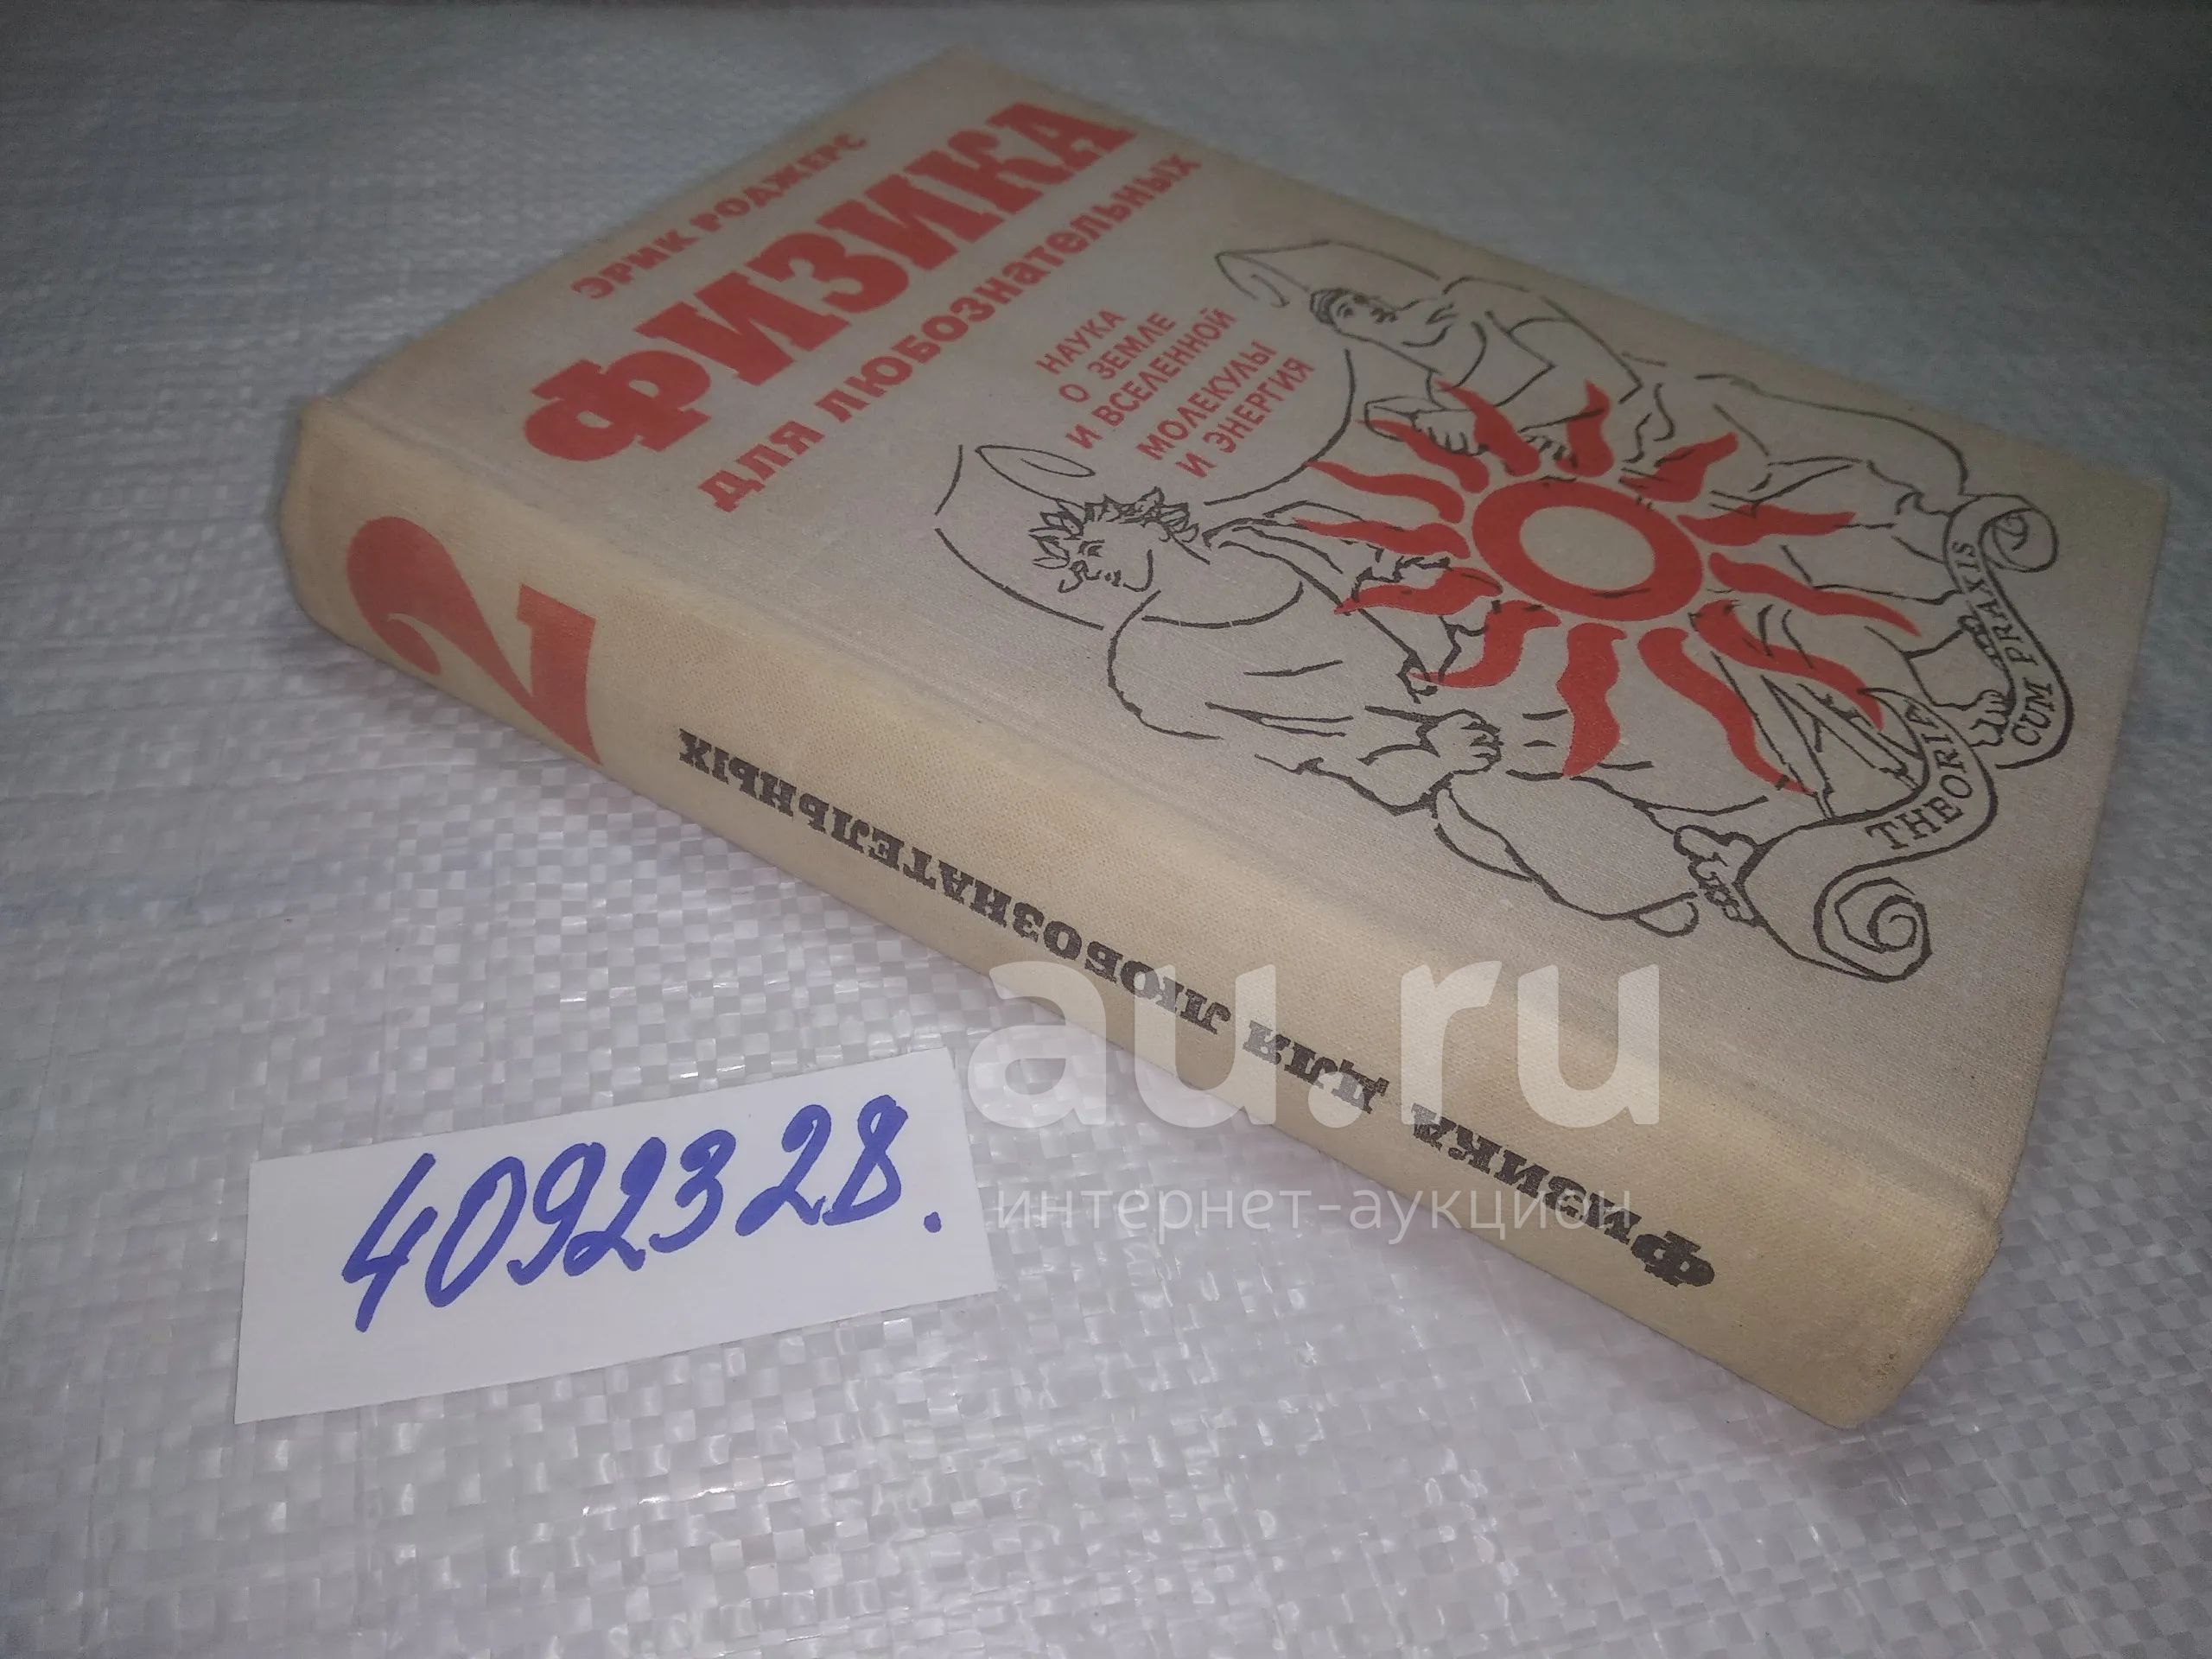 ЭРИК РОДЖЕРС
ФИЗИКА
для любознательных
НАУКА
О ЗЕМЛЕ
И ВСЕЛЕННОЙ
МОЛЕКУЛЫ
И ЭНЕРГИЯ
THEORIA
CUM PRAXIS
2
ФИЗИКА ДЛЯ ЛЮБОЗНАТЕЛЬНЫХ
4092328.
au.ru
интернет-аукцион